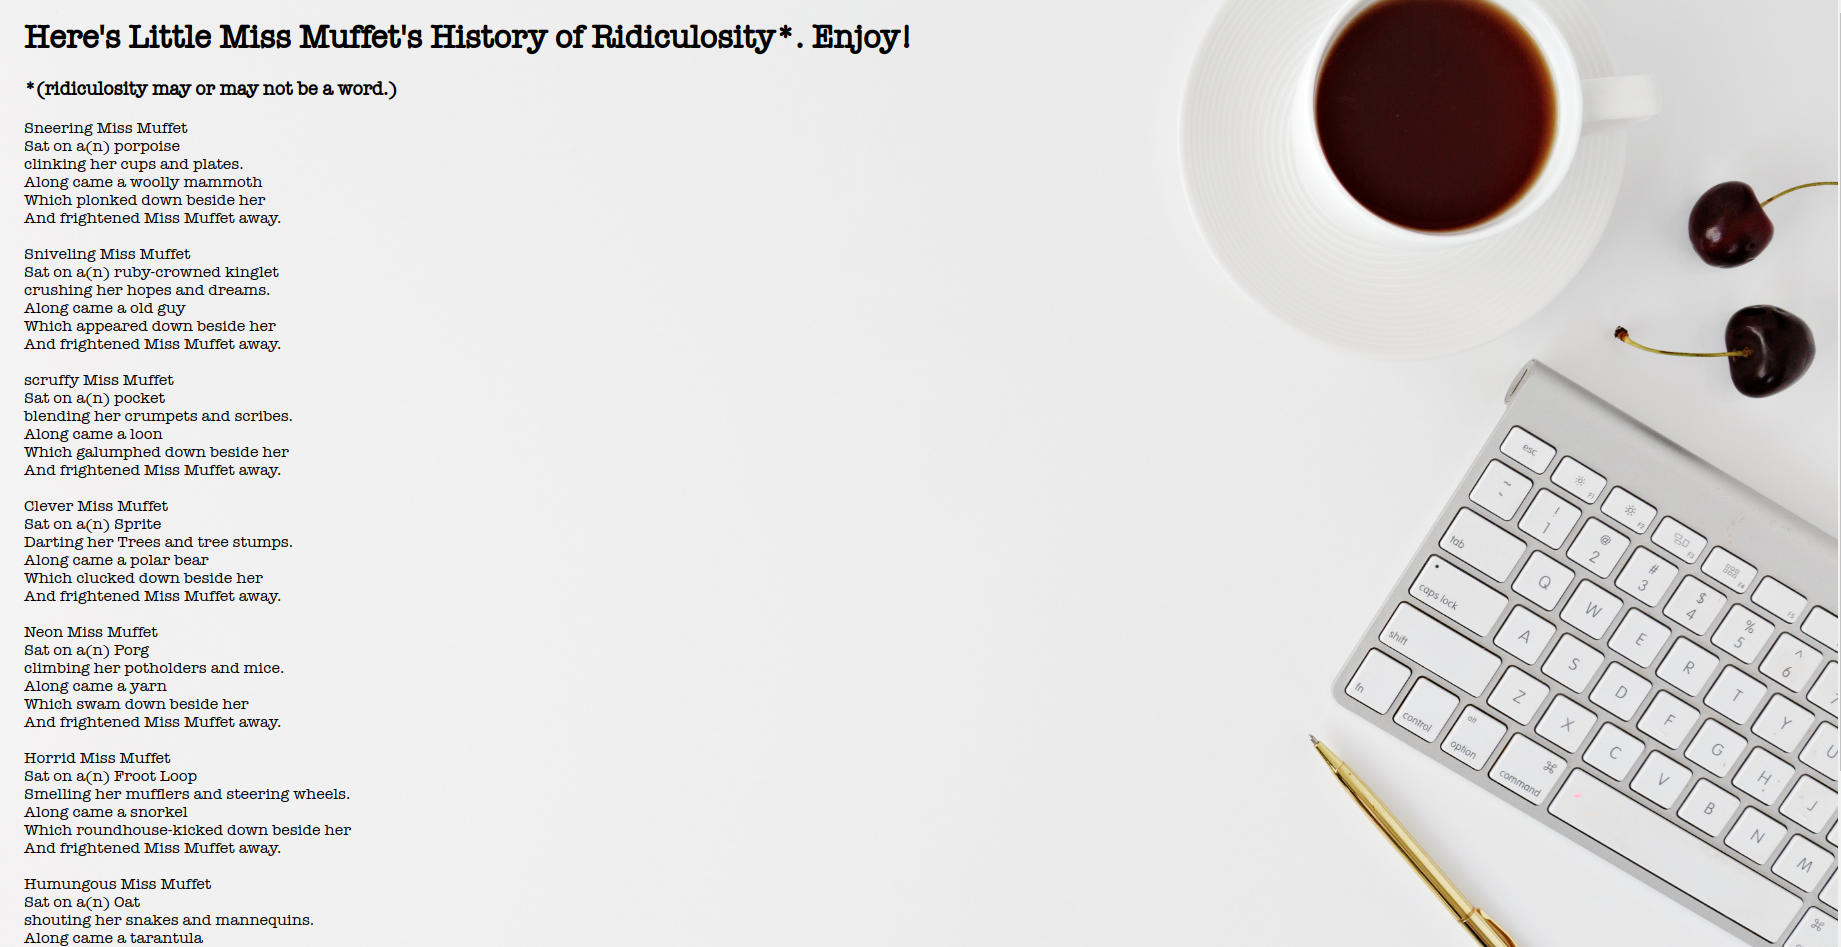 Here's Little Miss Muffet's History of Ridiculosity*. Enjoy!
*(ridiculosity may or may not be a word.)
Sneering Miss Muffet
Sat on a(n) porpoise
clinking her cups and plates.
Along came a woolly mammoth
Which plonked down beside her
And frightened Miss Muffet away.
Sniveling Miss Muffet
Sat on a(n) ruby-crowned kinglet
crushing her hopes and dreams.
Along came a old guy
Which appeared down beside her
And frightened Miss Muffet away.
scruffy Miss Muffet
Sat on a(n) pocket
blending her crumpets and scribes.
Along came a loon
Which galumphed down beside her
And frightened Miss Muffet away.
Clever Miss Muffet
Sat on a(n) Sprite
Darting her Trees and tree stumps.
Along came a polar bear
Which clucked down beside her
And frightened Miss Muffet away.
Neon Miss Muffet
Sat on a(n) Porg
climbing her potholders and mice.
Along came a yarn
Which swam down beside her
And frightened Miss Muffet away.
Horrid Miss Muffet
Sat on a(n) Froot Loop
Smelling her mufflers and steering wheels.
Along came a snorkel
Which roundhouse-kicked down beside her
And frightened Miss Muffet away.
Humungous Miss Muffet
Sat on a(n) Oat
shouting her snakes and mannequins.
Along came a tarantula
esc F1 F2 F3 F4 F5
~ ! 1 @ 2 # 3 $ 4 % 5 ^ 6 7
tab Q W E R T Y U
caps lock A S D F G H J
shift Z X C V B N M
fn control alt option ⌘ command ⌘